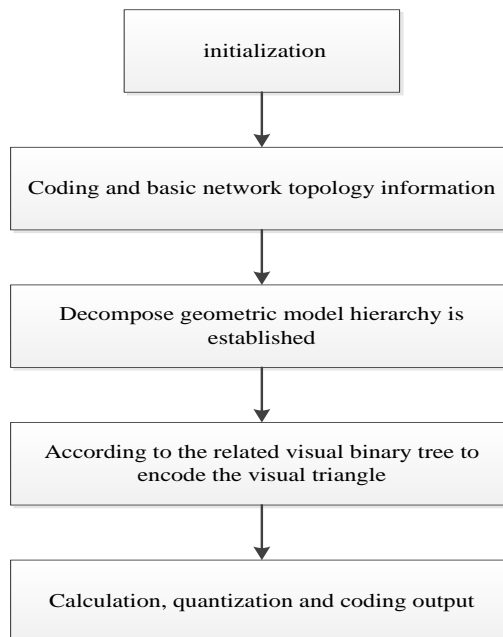 initialization
Coding and basic network topology information
Decompose geometric model hierarchy is
established
According to the related visual binary tree to
encode the visual triangle
Calculation, quantization and coding output